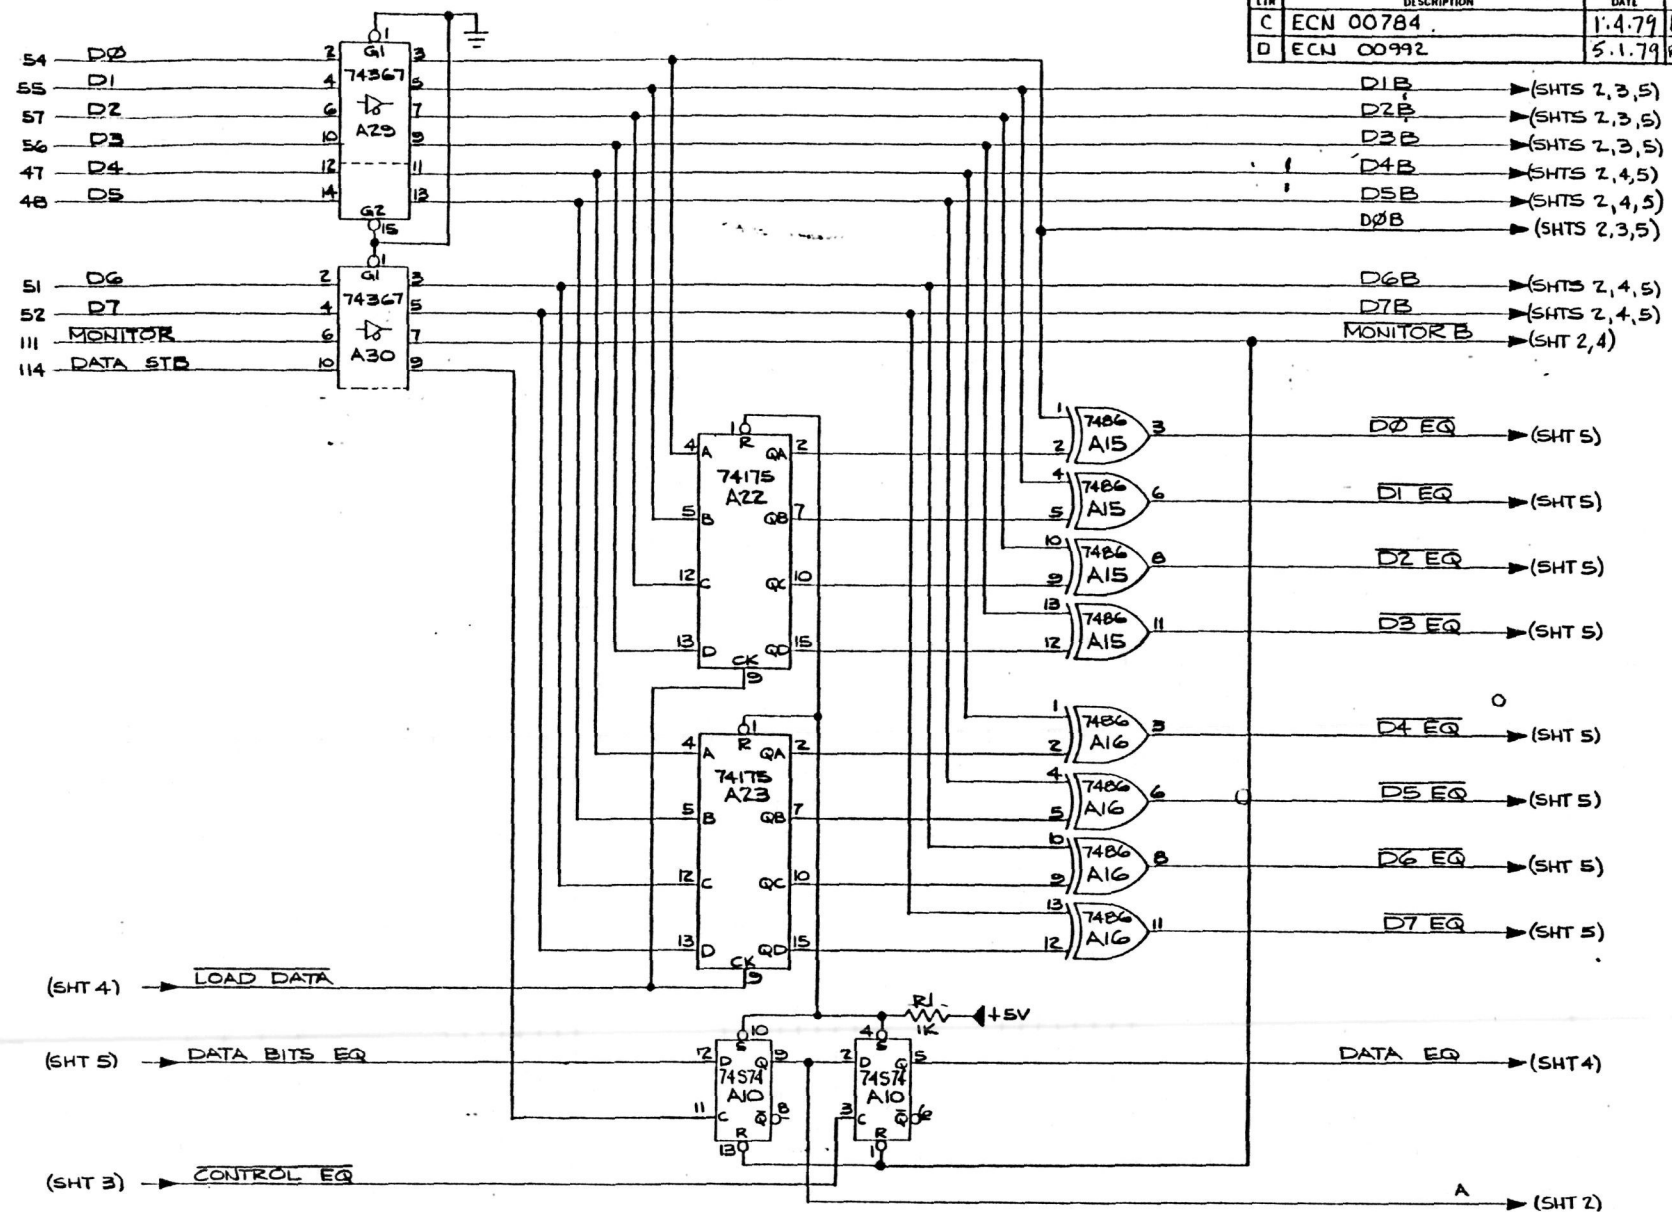 LTR DESCRIPTION DATE
C ECN 00784. 1.4.79
D ECN 00992 5.1.79
54 DØ 2 G1 1 3
55 D1 4 74367 5 D1B (SHTS 2,3,5)
57 D2 6 7 D2B (SHTS 2,3,5)
56 D3 10 A29 9 D3B (SHTS 2,3,5)
47 D4 12 11 D4B (SHTS 2,4,5)
48 D5 14 13 D5B (SHTS 2,4,5)
G2 15 DØB (SHTS 2,3,5)
51 D6 2 G1 1 3 D6B (SHTS 2,4,5)
52 D7 4 74367 5 D7B (SHTS 2,4,5)
111 MONITOR 6 7 MONITOR B (SHT 2,4)
114 DATA STB 10 A30 9
1 R
4 A QA 2
74175
A22
5 B QB 7
12 C QC 10
13 D QD 15
CK 9
1 2 7486 A15 3 DØ EQ (SHT 5)
4 5 7486 A15 6 D1 EQ (SHT 5)
10 9 7486 A15 8 D2 EQ (SHT 5)
13 12 7486 A15 11 D3 EQ (SHT 5)
1 R
4 A QA 2
74175
A23
5 B QB 7
12 C QC 10
13 D QD 15
CK 9
1 2 7486 A16 3 D4 EQ (SHT 5)
4 5 7486 A16 6 D5 EQ (SHT 5)
10 9 7486 A16 8 D6 EQ (SHT 5)
13 12 7486 A16 11 D7 EQ (SHT 5)
(SHT 4) LOAD DATA
R1
1K
+5V
(SHT 5) DATA BITS EQ
10 S
12 D Q 9
74S74
A10
11 C Q 8
R
13
4 S
2 D Q 5
74S74
A10
3 C Q 6
R
1
DATA EQ (SHT 4)
(SHT 3) CONTROL EQ
A (SHT 2)